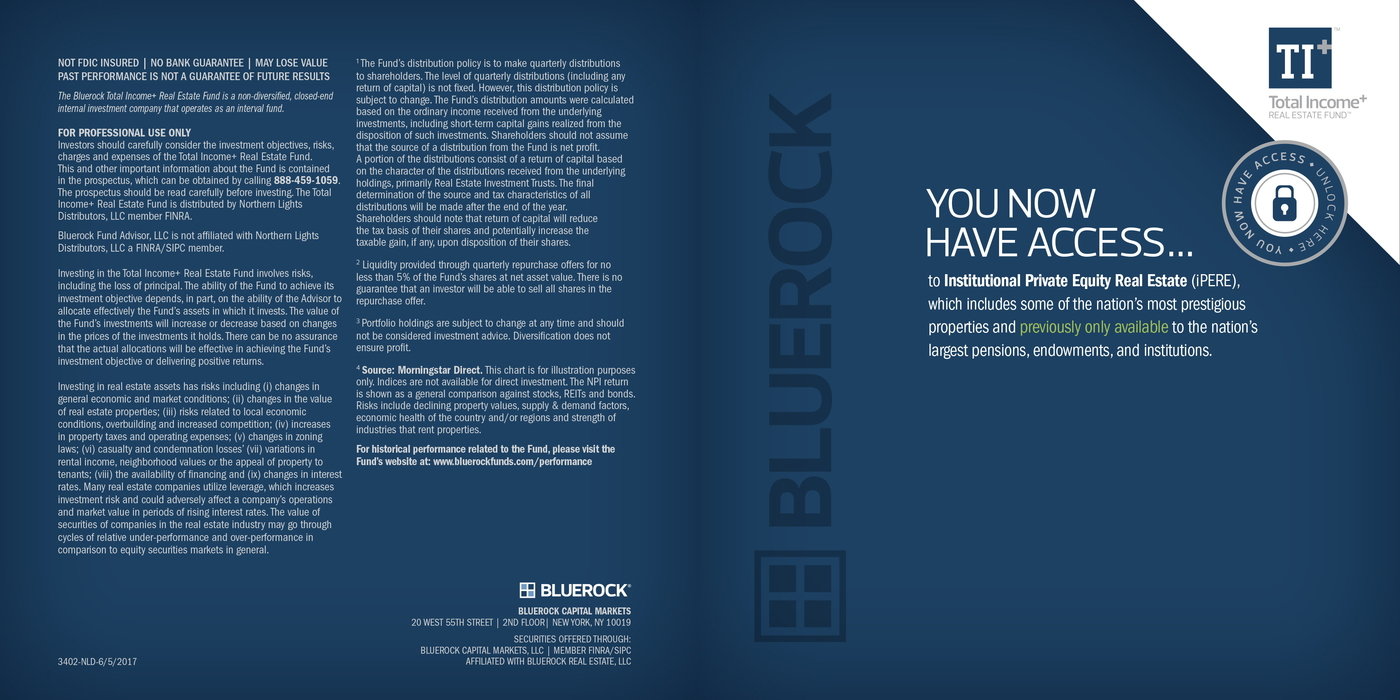 NOT FDIC INSURED | NO BANK GUARANTEE | MAY LOSE VALUE
PAST PERFORMANCE IS NOT A GUARANTEE OF FUTURE RESULTS
The Bluerock Total Income+ Real Estate Fund is a non-diversified, closed-end
internal investment company that operates as an interval fund.
FOR PROFESSIONAL USE ONLY
Investors should carefully consider the investment objectives, risks,
charges and expenses of the Total Income+ Real Estate Fund.
This and other important information about the Fund is contained
in the prospectus, which can be obtained by calling 888-459-1059.
The prospectus should be read carefully before investing. The Total
Income+ Real Estate Fund is distributed by Northern Lights
Distributors, LLC member FINRA.
Bluerock Fund Advisor, LLC is not affiliated with Northern Lights
Distributors, LLC a FINRA/SIPC member.
Investing in the Total Income+ Real Estate Fund involves risks,
including the loss of principal. The ability of the Fund to achieve its
investment objective depends, in part, on the ability of the Advisor to
allocate effectively the Fund's assets in which it invests. The value of
the Fund's investments will increase or decrease based on changes
in the prices of the investments it holds. There can be no assurance
that the actual allocations will be effective in achieving the Fund's
investment objective or delivering positive returns.
Investing in real estate assets has risks including (i) changes in
general economic and market conditions; (ii) changes in the value
of real estate properties; (iii) risks related to local economic
conditions, overbuilding and increased competition; (iv) increases
in property taxes and operating expenses; (v) changes in zoning
laws; (vi) casualty and condemnation losses' (vii) variations in
rental income, neighborhood values or the appeal of property to
tenants; (viii) the availability of financing and (ix) changes in interest
rates. Many real estate companies utilize leverage, which increases
investment risk and could adversely affect a company's operations
and market value in periods of rising interest rates. The value of
securities of companies in the real estate industry may go through
cycles of relative under-performance and over-performance in
comparison to equity securities markets in general.
3402-NLD-6/5/2017
¹ The Fund's distribution policy is to make quarterly distributions
to shareholders. The level of quarterly distributions (including any
return of capital) is not fixed. However, this distribution policy is
subject to change. The Fund's distribution amounts were calculated
based on the ordinary income received from the underlying
investments, including short-term capital gains realized from the
disposition of such investments. Shareholders should not assume
that the source of a distribution from the Fund is net profit.
A portion of the distributions consist of a return of capital based
on the character of the distributions received from the underlying
holdings, primarily Real Estate Investment Trusts. The final
determination of the source and tax characteristics of all
distributions will be made after the end of the year.
Shareholders should note that return of capital will reduce
the tax basis of their shares and potentially increase the
taxable gain, if any, upon disposition of their shares.
² Liquidity provided through quarterly repurchase offers for no
less than 5% of the Fund's shares at net asset value. There is no
guarantee that an investor will be able to sell all shares in the
repurchase offer.
³ Portfolio holdings are subject to change at any time and should
not be considered investment advice. Diversification does not
ensure profit.
⁴ Source: Morningstar Direct. This chart is for illustration purposes
only. Indices are not available for direct investment. The NPI return
is shown as a general comparison against stocks, REITs and bonds.
Risks include declining property values, supply & demand factors,
economic health of the country and/or regions and strength of
industries that rent properties.
For historical performance related to the Fund, please visit the
Fund's website at: www.bluerockfunds.com/performance
BLUEROCK®
BLUEROCK CAPITAL MARKETS
20 WEST 55TH STREET | 2ND FLOOR| NEW YORK, NY 10019
SECURITIES OFFERED THROUGH:
BLUEROCK CAPITAL MARKETS, LLC | MEMBER FINRA/SIPC
AFFILIATED WITH BLUEROCK REAL ESTATE, LLC
BLUEROCK
TI+™
Total Income+
REAL ESTATE FUND™
YOU NOW HAVE ACCESS • UNLOCK HERE •
YOU NOW
HAVE ACCESS...
to Institutional Private Equity Real Estate (iPERE),
which includes some of the nation's most prestigious
properties and previously only available to the nation's
largest pensions, endowments, and institutions.